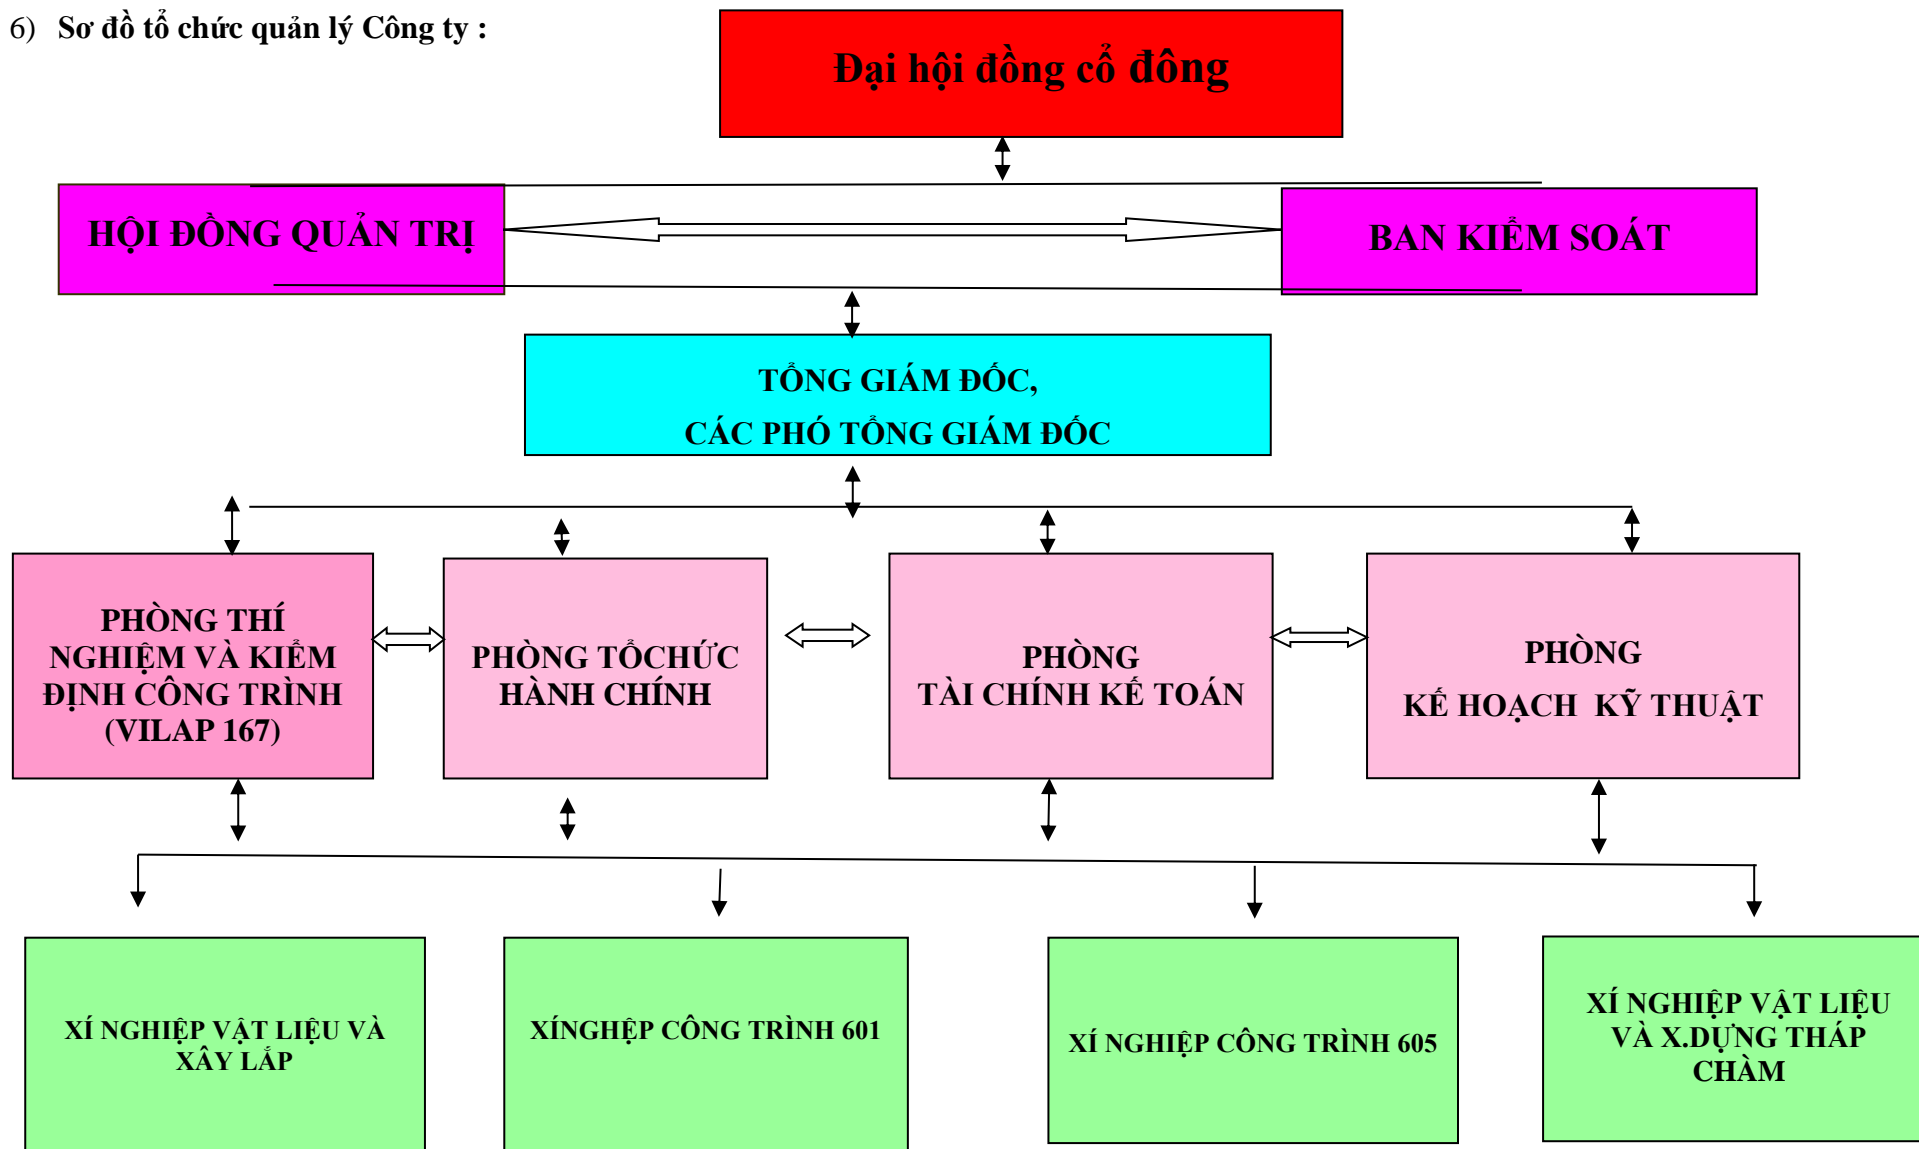 6) Sơ đồ tổ chức quản lý Công ty :
Đại hội đồng cổ đông
HỘI ĐỒNG QUẢN TRỊ
BAN KIỂM SOÁT
TỔNG GIÁM ĐỐC,
CÁC PHÓ TỔNG GIÁM ĐỐC
PHÒNG THÍ
NGHIỆM VÀ KIỂM
ĐỊNH CÔNG TRÌNH
(VILAP 167)
PHÒNG TỔCHỨC
HÀNH CHÍNH
PHÒNG
TÀI CHÍNH KẾ TOÁN
PHÒNG
KẾ HOẠCH KỸ THUẬT
XÍ NGHIỆP VẬT LIỆU VÀ
XÂY LẮP
XÍNGHỆP CÔNG TRÌNH 601
XÍ NGHIỆP CÔNG TRÌNH 605
XÍ NGHIỆP VẬT LIỆU
VÀ X.DỰNG THÁP
CHÀM